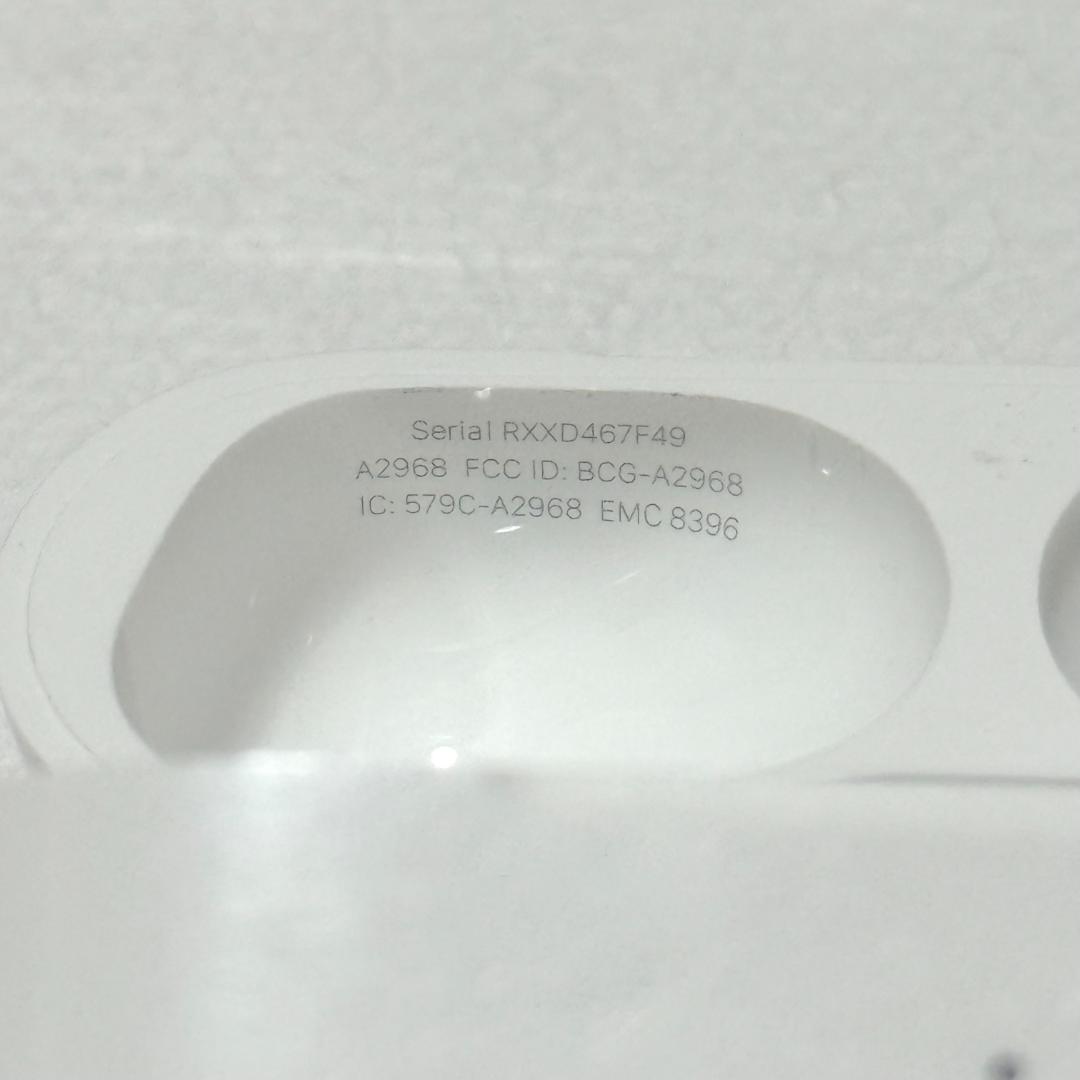 Serial RXXD467F49
A2968 FCC ID: BCG-A2968
IC: 579C-A2968 EMC 8396